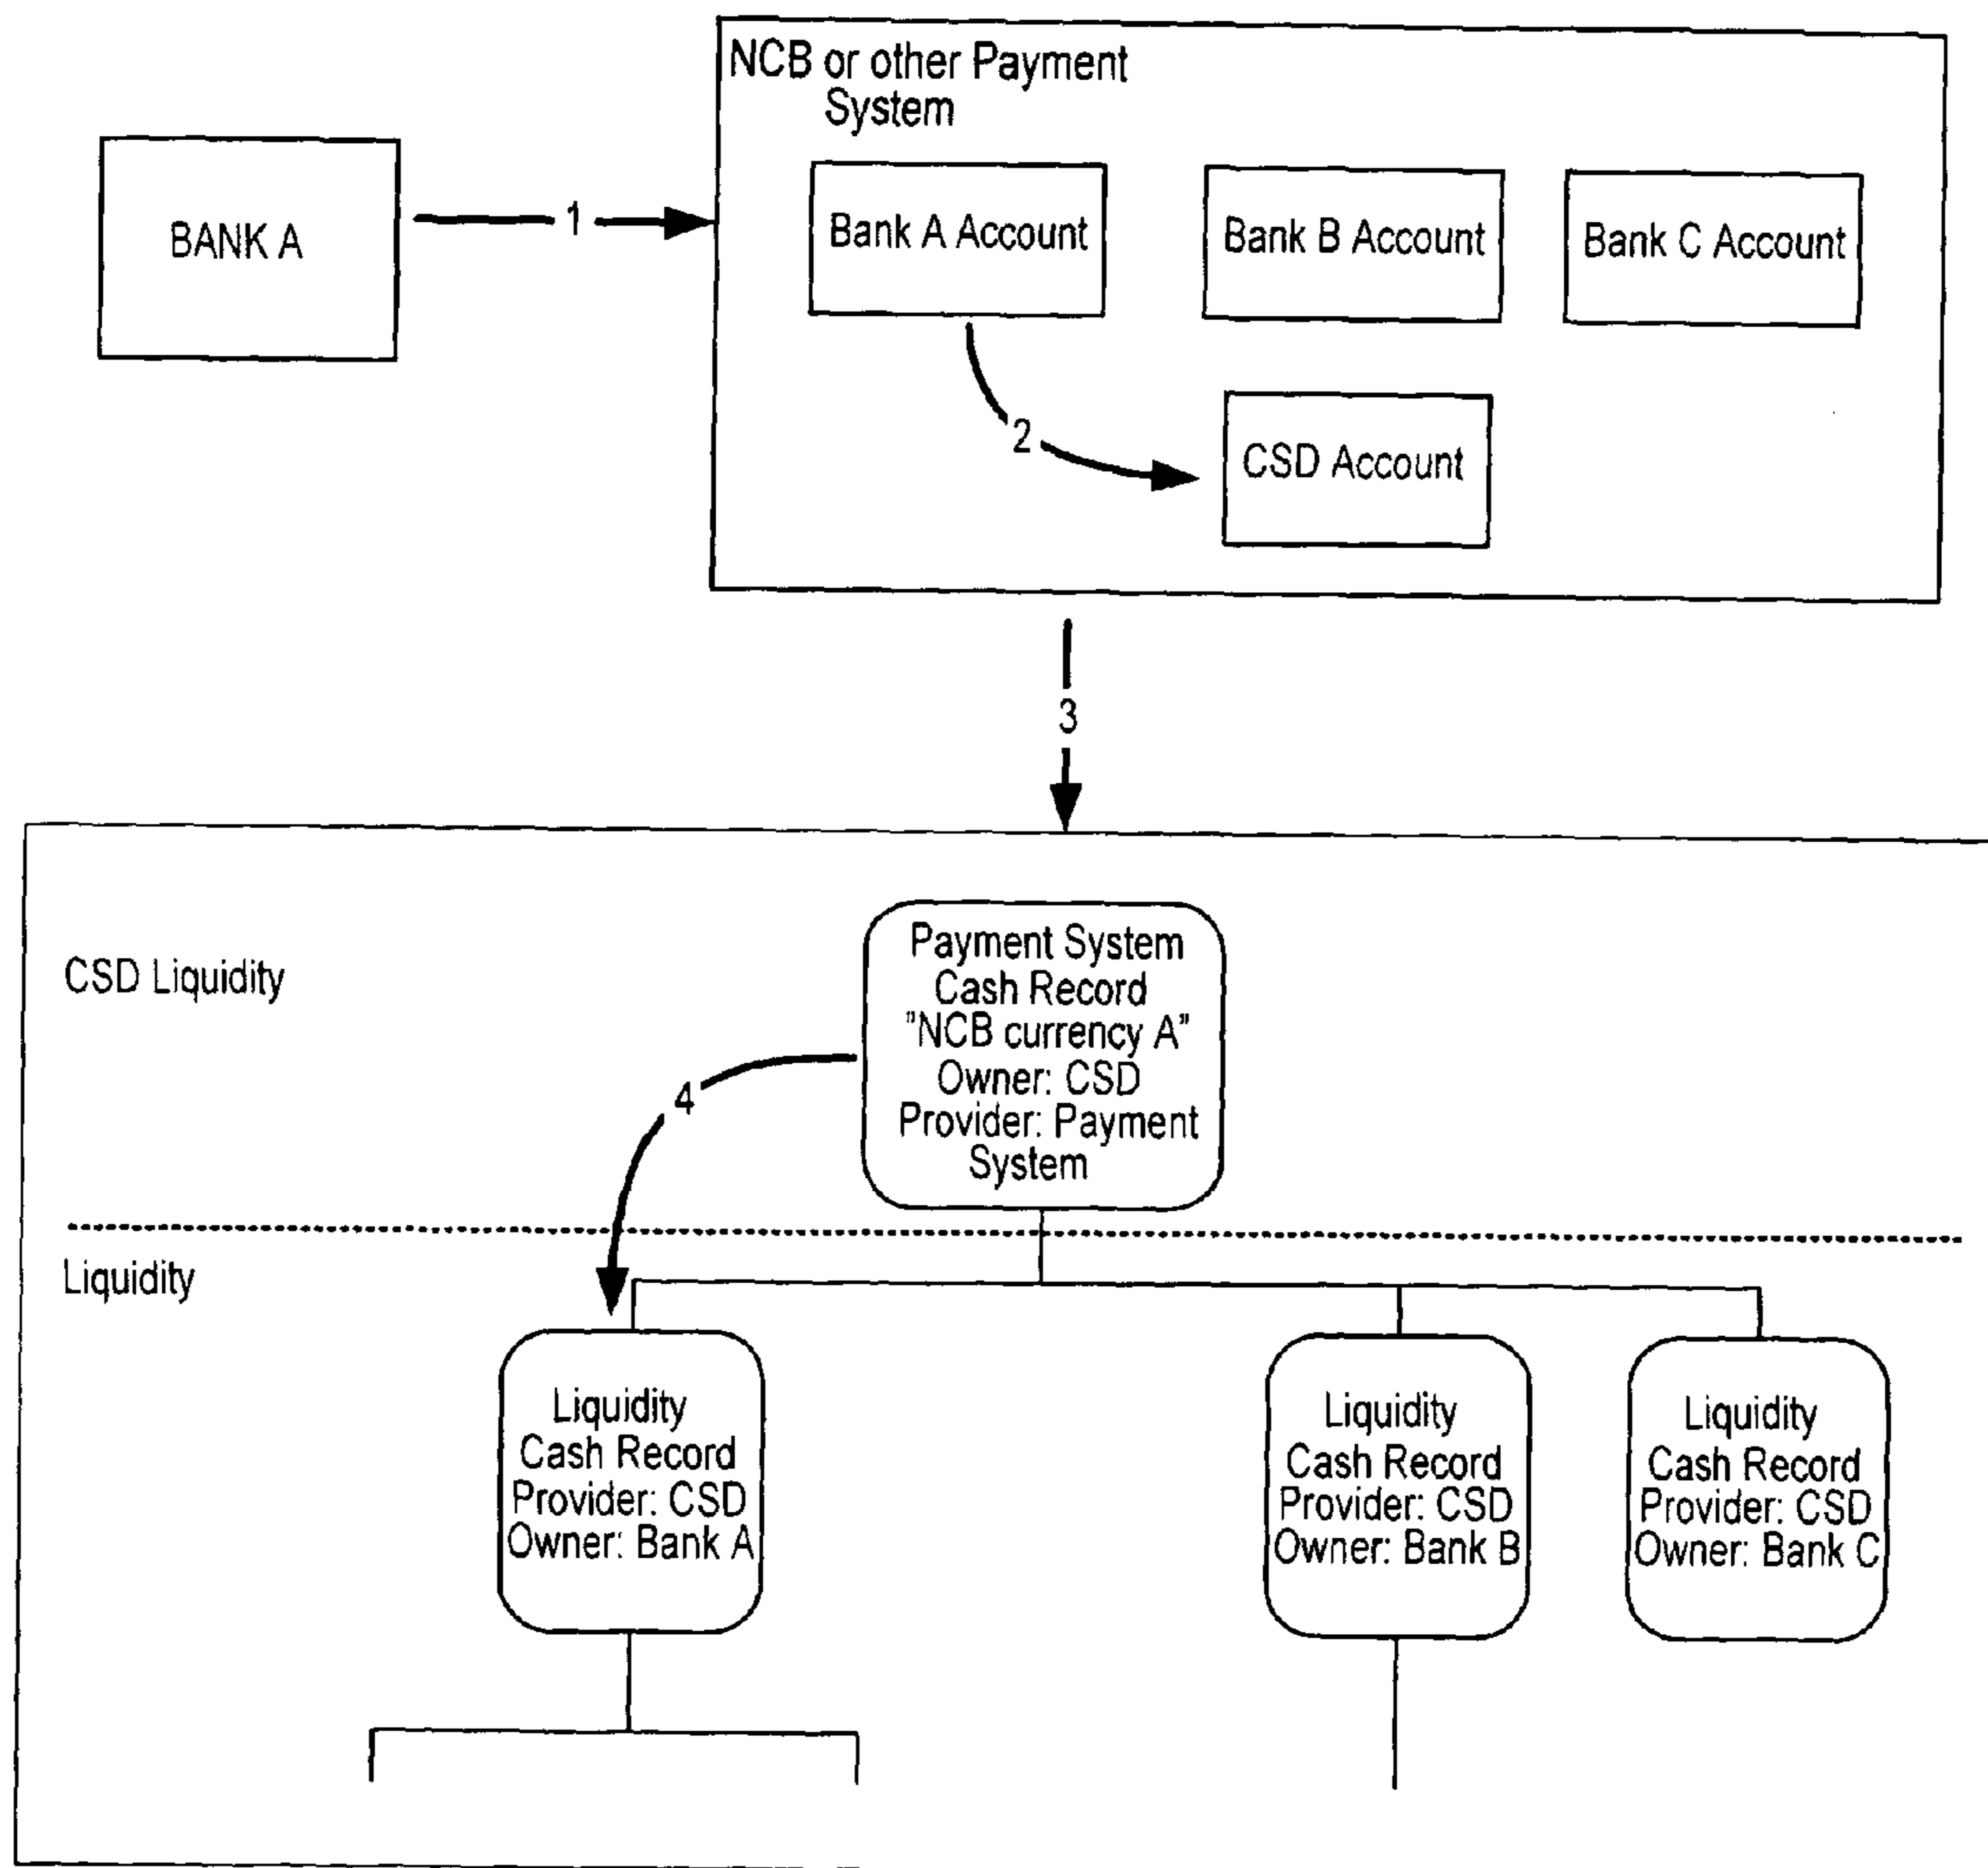 NCB or other Payment
System
BANK A
1
Bank A Account
Bank B Account
Bank C Account
2
CSD Account
3
CSD Liquidity
Payment System
Cash Record
"NCB currency A"
Owner: CSD
Provider: Payment
System
4
Liquidity
Liquidity
Cash Record
Provider: CSD
Owner: Bank A
Liquidity
Cash Record
Provider: CSD
Owner: Bank B
Liquidity
Cash Record
Provider: CSD
Owner: Bank C